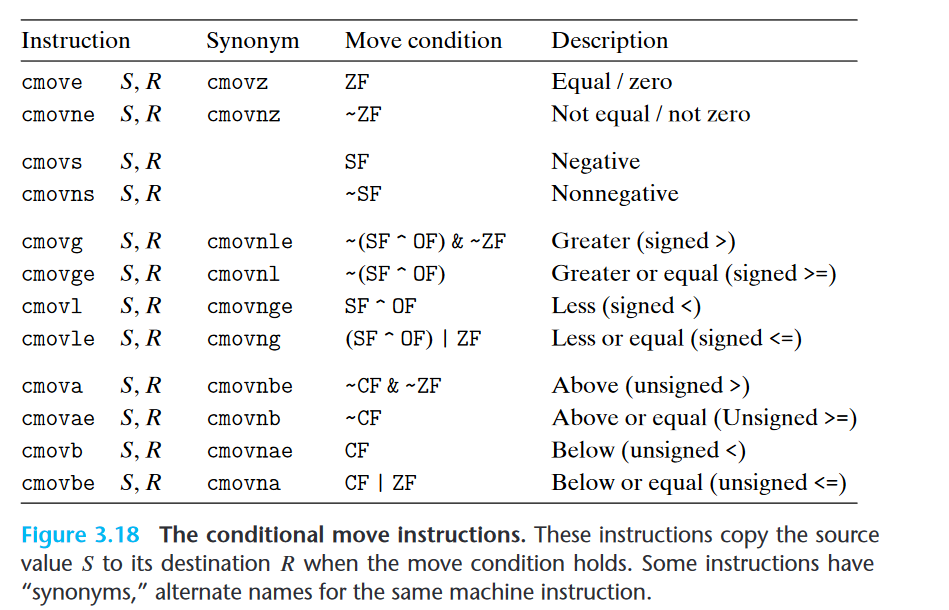 Instruction Synonym Move condition Description
cmove S, R cmovz ZF Equal / zero
cmovne S, R cmovnz ~ZF Not equal / not zero
cmovs S, R SF Negative
cmovns S, R ~SF Nonnegative
cmovg S, R cmovnle ~(SF ^ OF) & ~ZF Greater (signed >)
cmovge S, R cmovnl ~(SF ^ OF) Greater or equal (signed >=)
cmovl S, R cmovnge SF ^ OF Less (signed <)
cmovle S, R cmovng (SF ^ OF) | ZF Less or equal (signed <=)
cmova S, R cmovnbe ~CF & ~ZF Above (unsigned >)
cmovae S, R cmovnb ~CF Above or equal (Unsigned >=)
cmovb S, R cmovnae CF Below (unsigned <)
cmovbe S, R cmovna CF | ZF Below or equal (unsigned <=)
Figure 3.18 The conditional move instructions. These instructions copy the source
value S to its destination R when the move condition holds. Some instructions have
“synonyms,” alternate names for the same machine instruction.